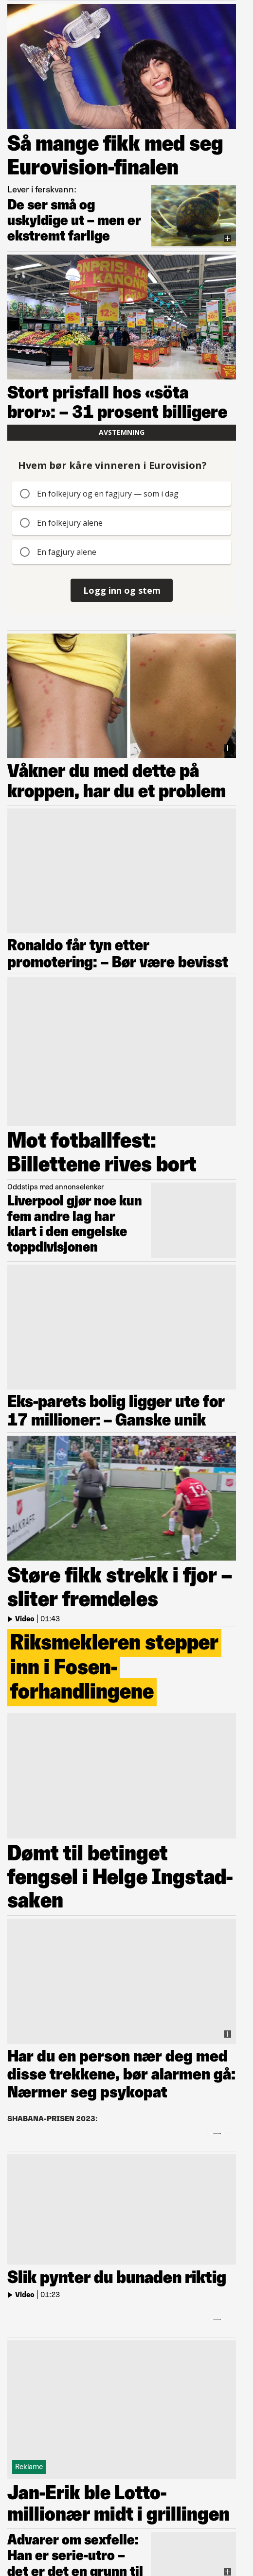 Så mange fikk med seg
Eurovision-finalen
Lever i ferskvann:
De ser små og
uskyldige ut – men er
ekstremt farlige
Stort prisfall hos «söta
bror»: – 31 prosent billigere
AVSTEMNING
Hvem bør kåre vinneren i Eurovision?
En folkejury og en fagjury — som i dag
En folkejury alene
En fagjury alene
Logg inn og stem
Våkner du med dette på
kroppen, har du et problem
Ronaldo får tyn etter
promotering: – Bør være bevisst
Mot fotballfest:
Billettene rives bort
Oddstips med annonselenker
Liverpool gjør noe kun
fem andre lag har
klart i den engelske
toppdivisjonen
Eks-parets bolig ligger ute for
17 millioner: – Ganske unik
Støre fikk strekk i fjor –
sliter fremdeles
Video | 01:43
Riksmekleren stepper
inn i Fosen-
forhandlingene
Dømt til betinget
fengsel i Helge Ingstad-
saken
Har du en person nær deg med
disse trekkene, bør alarmen gå:
Nærmer seg psykopat
SHABANA-PRISEN 2023:
Slik pynter du bunaden riktig
Video | 01:23
Reklame
Jan-Erik ble Lotto-
millionær midt i grillingen
Advarer om sexfelle:
Han er serie-utro –
det er det en grunn til